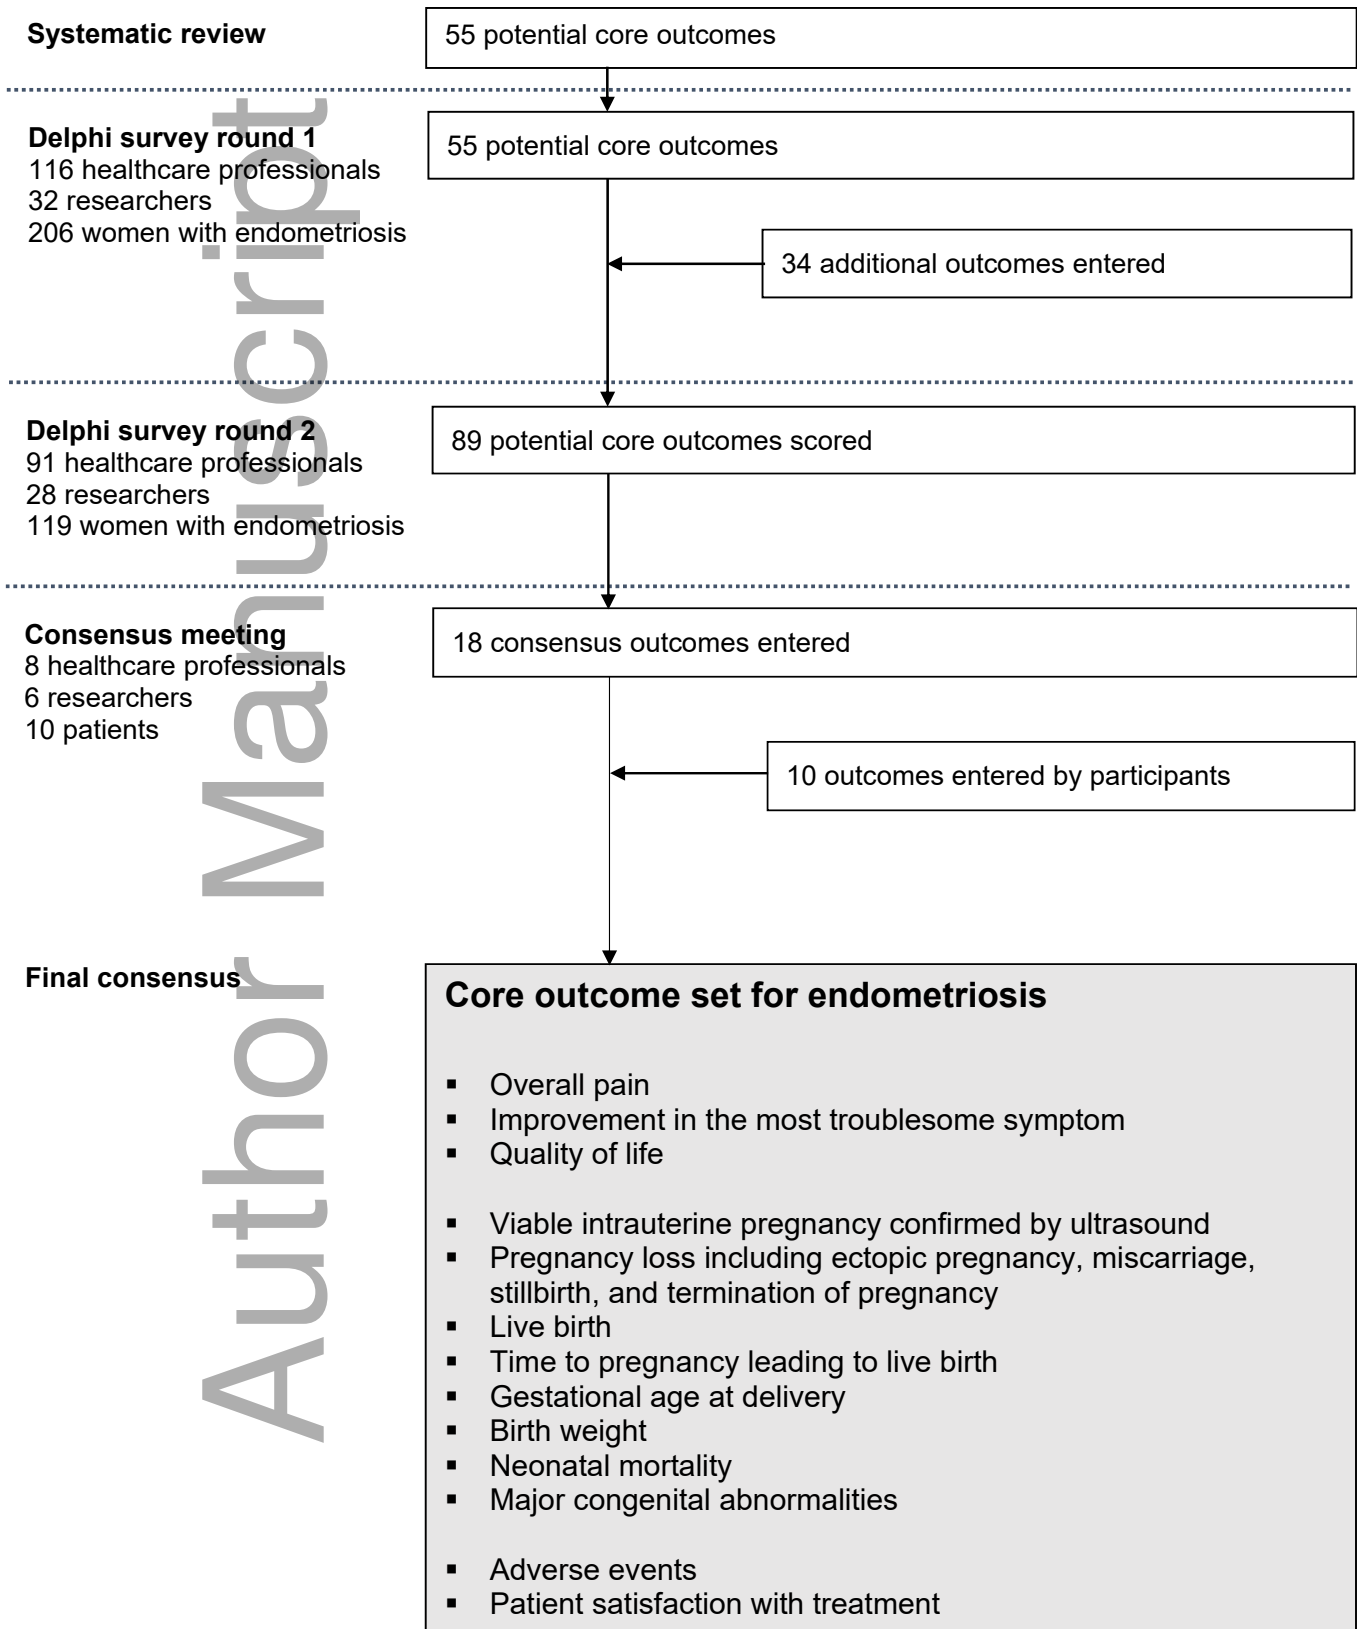 Systematic review
55 potential core outcomes
Delphi survey round 1
116 healthcare professionals
32 researchers
206 women with endometriosis
55 potential core outcomes
34 additional outcomes entered
Delphi survey round 2
91 healthcare professionals
28 researchers
119 women with endometriosis
89 potential core outcomes scored
Consensus meeting
8 healthcare professionals
6 researchers
10 patients
18 consensus outcomes entered
10 outcomes entered by participants
Final consensus
Core outcome set for endometriosis
▪ Overall pain
▪ Improvement in the most troublesome symptom
▪ Quality of life
▪ Viable intrauterine pregnancy confirmed by ultrasound
▪ Pregnancy loss including ectopic pregnancy, miscarriage,
stillbirth, and termination of pregnancy
▪ Live birth
▪ Time to pregnancy leading to live birth
▪ Gestational age at delivery
▪ Birth weight
▪ Neonatal mortality
▪ Major congenital abnormalities
▪ Adverse events
▪ Patient satisfaction with treatment
Author Manuscript